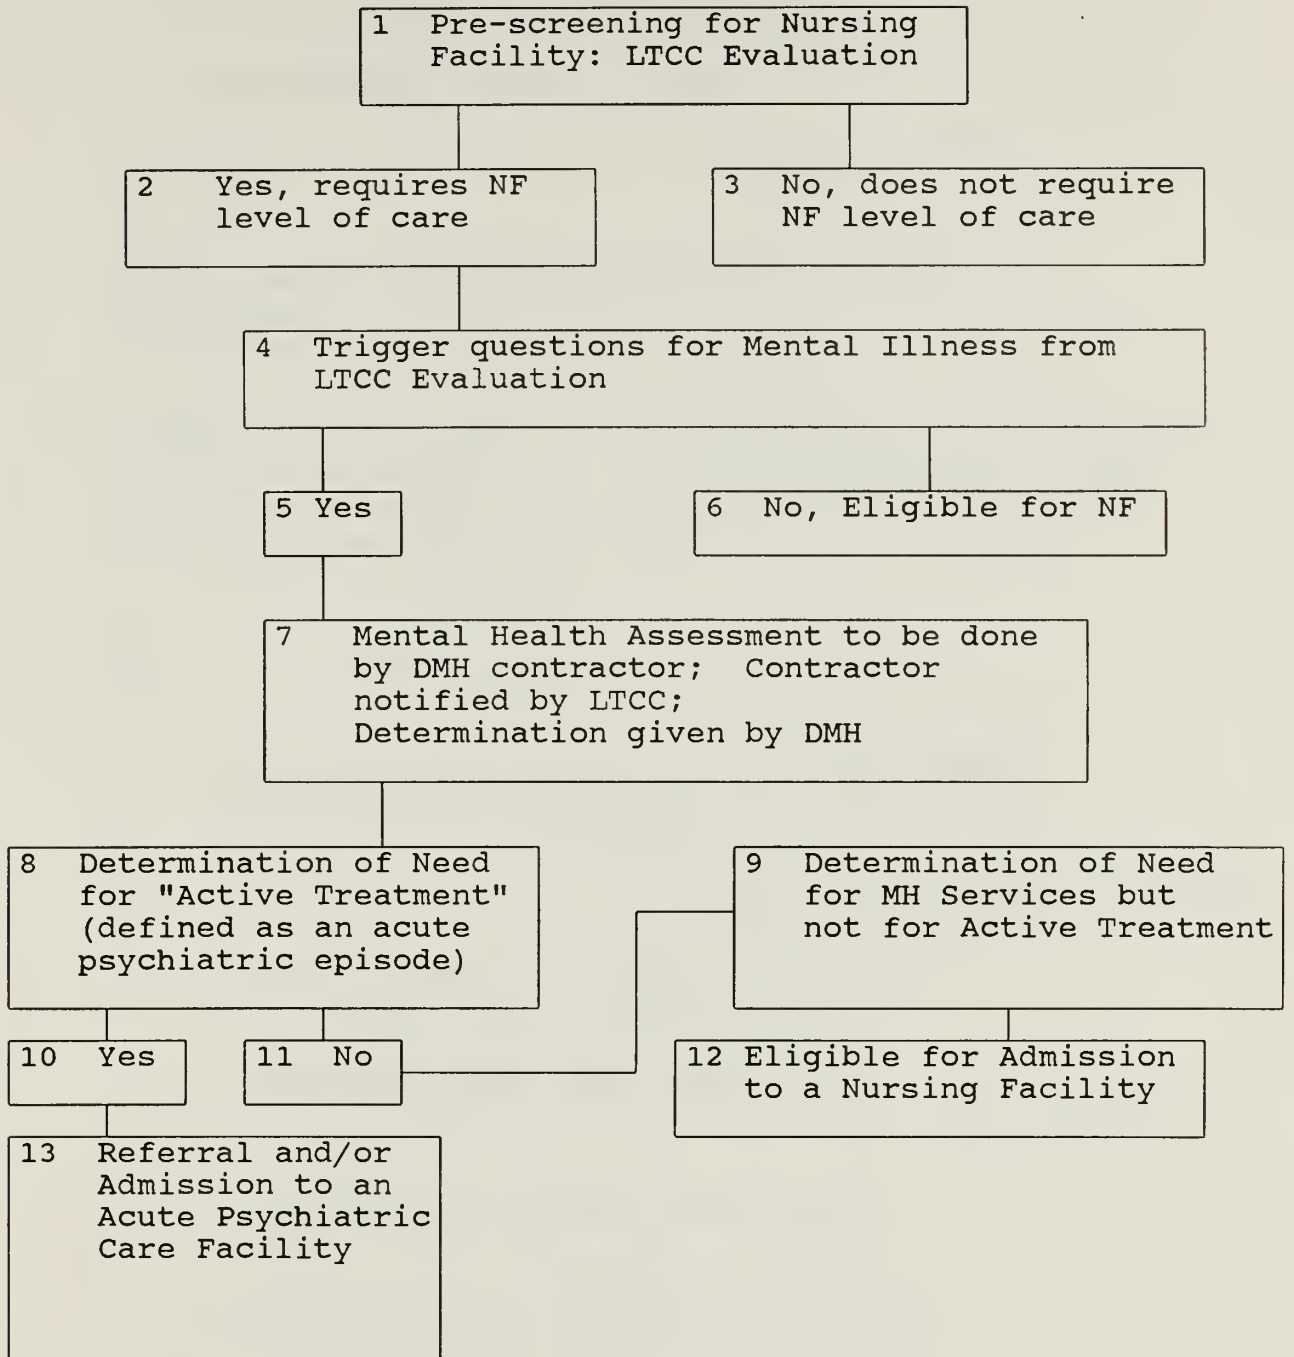 1 Pre-screening for Nursing
Facility: LTCC Evaluation
2 Yes, requires NF
level of care
3 No, does not require
NF level of care
4 Trigger questions for Mental Illness from
LTCC Evaluation
5 Yes
6 No, Eligible for NF
7 Mental Health Assessment to be done
by DMH contractor; Contractor
notified by LTCC;
Determination given by DMH
8 Determination of Need
for "Active Treatment"
(defined as an acute
psychiatric episode)
9 Determination of Need
for MH Services but
not for Active Treatment
10 Yes
11 No
12 Eligible for Admission
to a Nursing Facility
13 Referral and/or
Admission to an
Acute Psychiatric
Care Facility